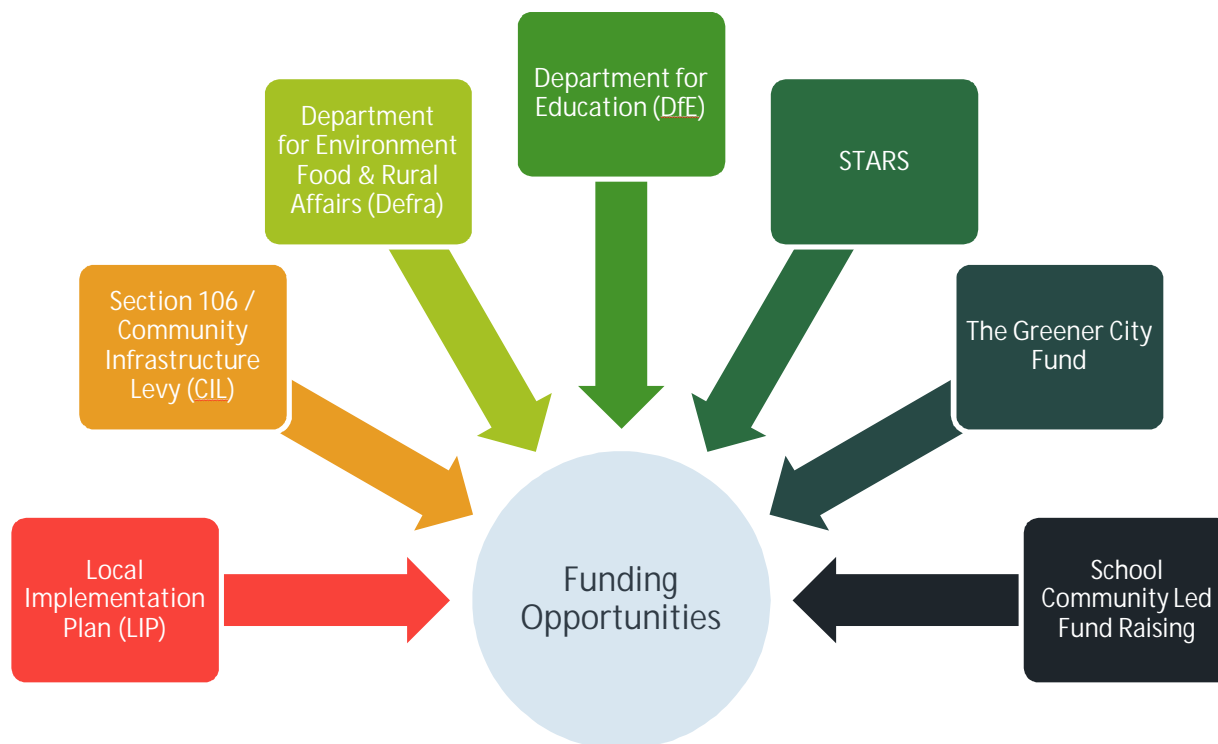 Local
Implementation
Plan (LIP)
Section 106 /
Community
Infrastructure
Levy (CIL)
Department
for Environment
Food & Rural
Affairs (Defra)
Department for
Education (DfE)
STARS
The Greener City
Fund
School
Community Led
Fund Raising
Funding
Opportunities